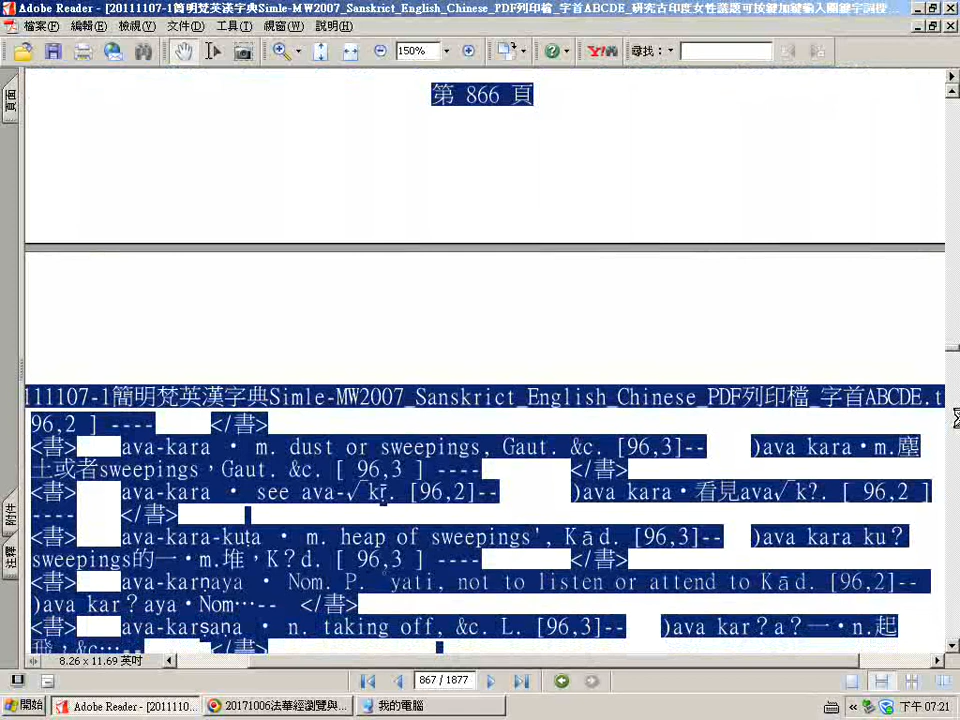 Adobe Reader - [20111107-1簡明梵英漢字典Simle-MW2007_Sanskrict_English_Chinese_PDF列印檔_字首ABCDE_研究古印度女性議題可按鍵加鍵輸入關鍵字詞搜
檔案(F) 編輯(E) 檢視(V) 文件(D) 工具(T) 視窗(W) 說明(H)
150% Y! 尋找：
頁面
第 866 頁
111107-1簡明梵英漢字典Simle-MW2007_Sanskrict_English_Chinese_PDF列印檔_字首ABCDE.t
96,2 ] ---- </書>
<書> ava-kara · m. dust or sweepings, Gaut. &c. [96,3]-- )ava kara·m.塵
土或者sweepings，Gaut. &c. [ 96,3 ] ---- </書>
<書> ava-kara · see ava-√kṝ. [96,2]-- )ava kara·看見ava√k?. [ 96,2 ]
---- </書>
<書> ava-kara-kuṭa · m. heap of sweepings', Kād. [96,3]-- )ava kara ku？
sweepings的一·m.堆，K？d. [ 96,3 ] ---- </書>
<書> ava-karṇaya · Nom. P. °yati, not to listen or attend to Kād. [96,2]--
)ava kar？aya·Nom…-- </書>
<書> ava-karṣaṇa · n. taking off, &c. L. [96,3]-- )ava kar？a？一·n.起
飛，&c…-- </書>
附件
注釋
8.26 x 11.69 英吋
867 / 1877
開始 Adobe Reader - [2011110... 20171006法華經瀏覽與... 我的電腦 下午 07:21